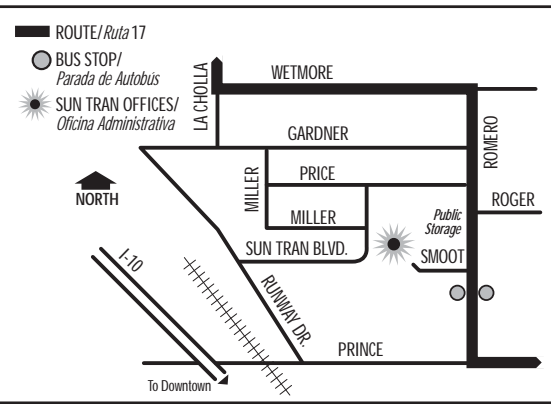 ROUTE/Ruta 17
BUS STOP/
Parada de Autobús
SUN TRAN OFFICES/
Oficina Administrativa
LA CHOLLA
WETMORE
GARDNER
ROMERO
MILLER
PRICE
NORTH
ROGER
MILLER
Public
Storage
SUN TRAN BLVD.
SMOOT
I-10
RUNWAY DR.
PRINCE
To Downtown